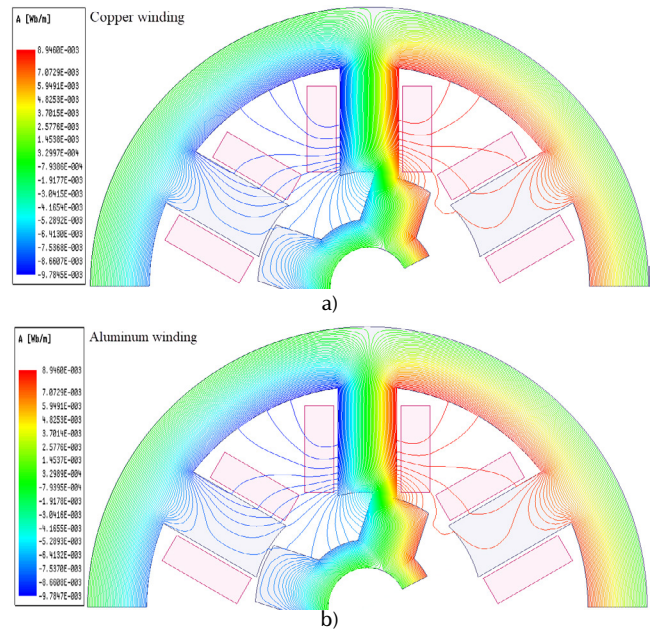 A [Wb/m]
Copper winding
8.9460E-003
7.0729E-003
5.9491E-003
4.8253E-003
3.7015E-003
2.5776E-003
1.4538E-003
3.2997E-004
-7.9386E-004
-1.9177E-003
-3.0415E-003
-4.1654E-003
-5.2892E-003
-6.4130E-003
-7.5368E-003
-8.6607E-003
-9.7845E-003
a)
A [Wb/m]
Aluminum winding
8.9460E-003
7.0729E-003
5.9491E-003
4.8253E-003
3.7014E-003
2.5776E-003
1.4537E-003
3.2989E-004
-7.9395E-004
-1.9178E-003
-3.0416E-003
-4.1655E-003
-5.2893E-003
-6.4132E-003
-7.5370E-003
-8.6608E-003
-9.7847E-003
b)